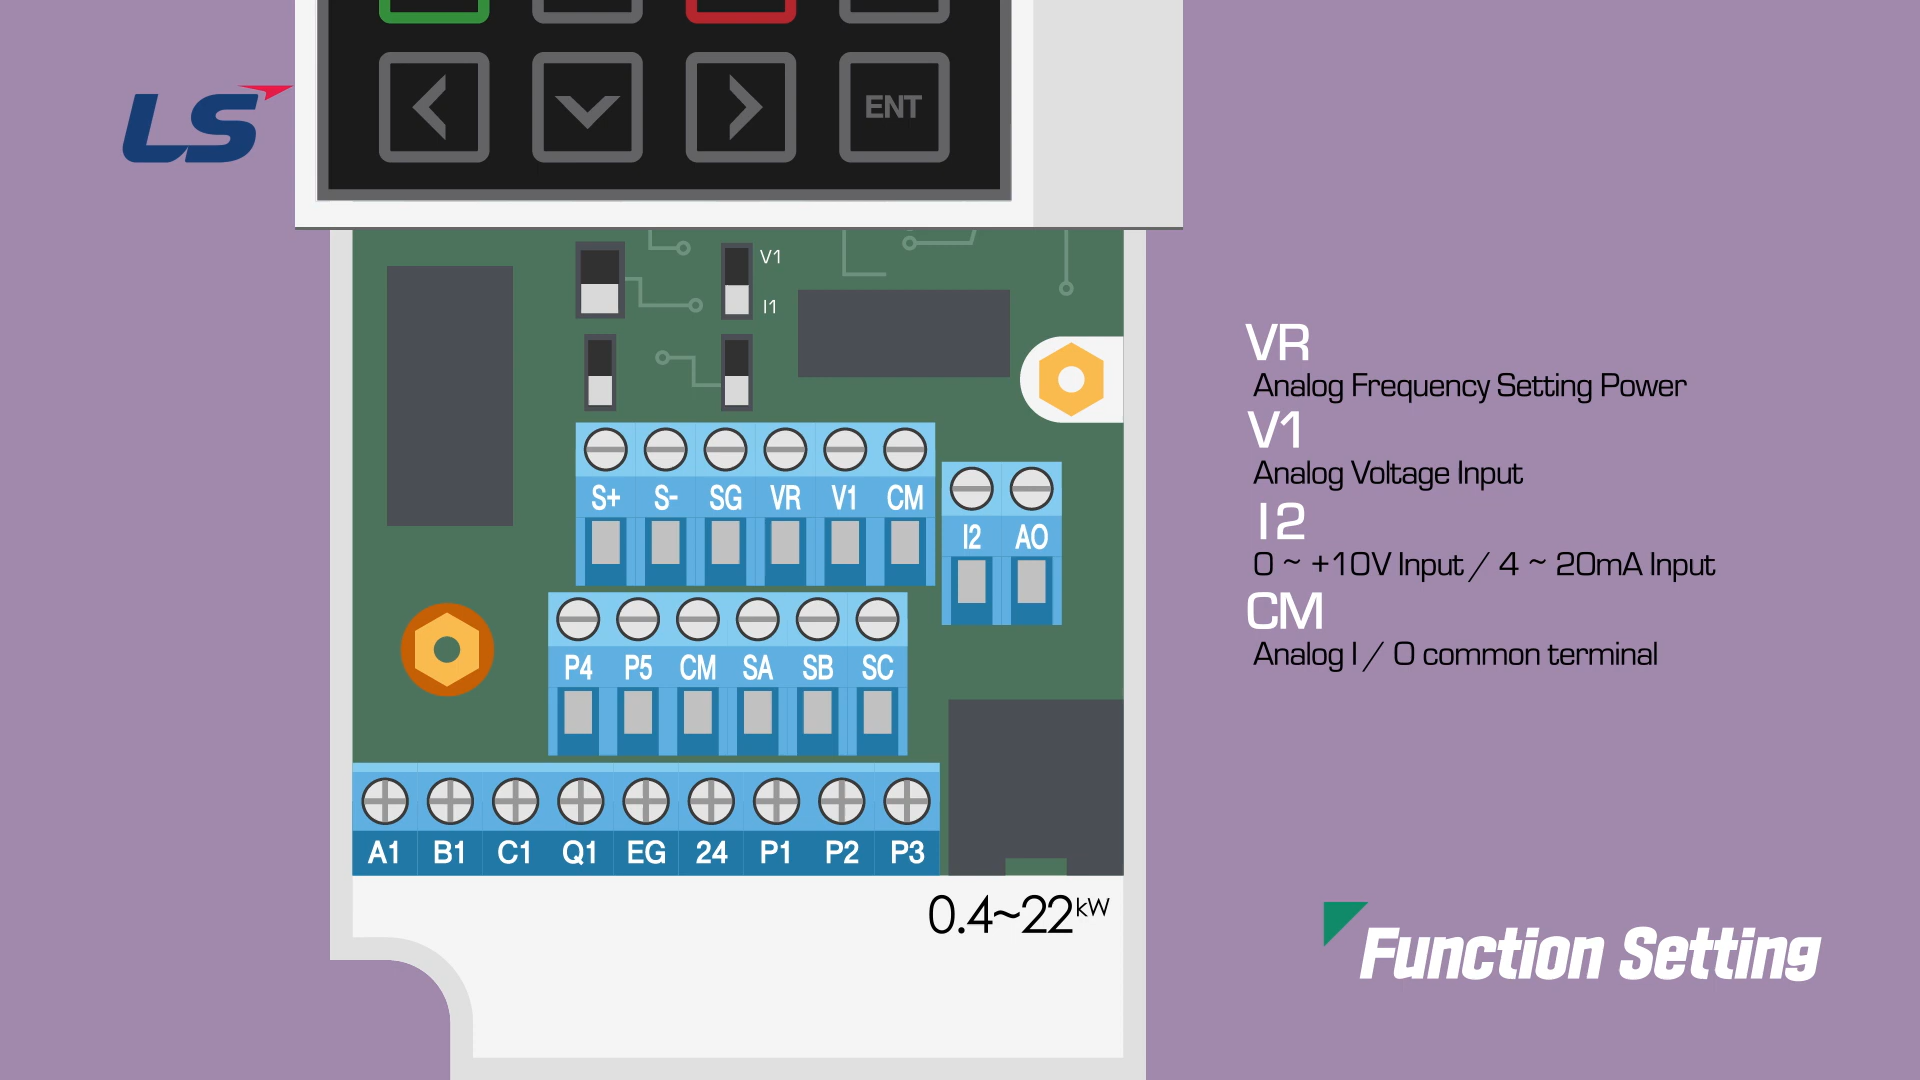 LS
ENT
V1
I1
S+ S- SG VR V1 CM
I2 AO
P4 P5 CM SA SB SC
A1 B1 C1 Q1 EG 24 P1 P2 P3
0.4~22kW
VR
Analog Frequency Setting Power
V1
Analog Voltage Input
I2
0 ~ +10V Input / 4 ~ 20mA Input
CM
Analog I / O common terminal
Function Setting